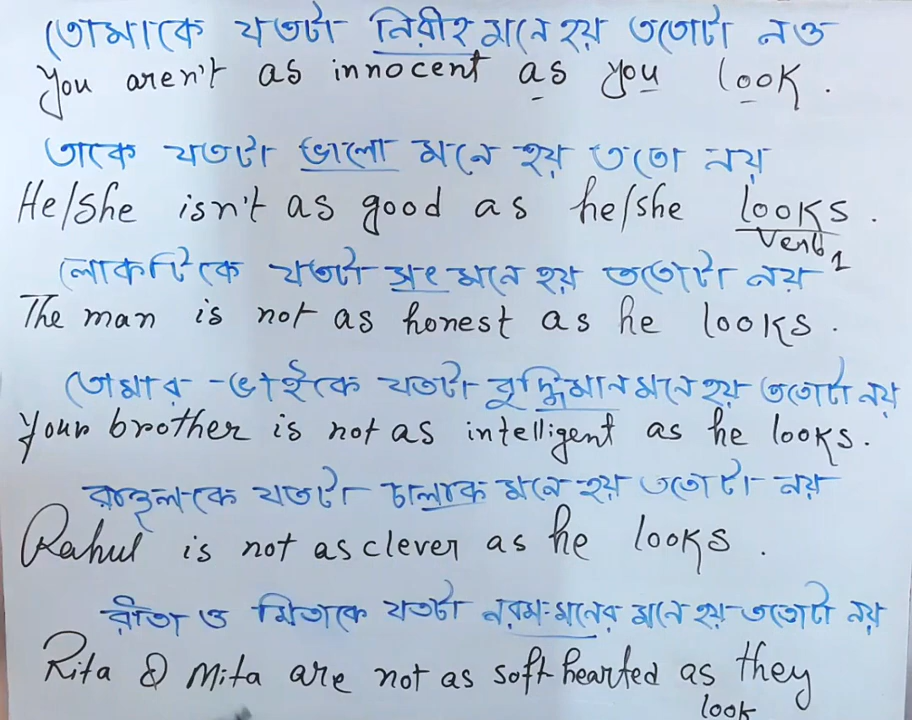 তোমাকে যতটা নিরীহ মনে হয় ততোটা নও
You aren't as innocent as you look.
তাকে যতটা ভালো মনে হয় ততো নয়
He/She isn't as good as he/she looks.
Verb1
লোকটিকে যতটা সৎ মনে হয় ততোটা নয়
The man is not as honest as he looks.
তোমার ভাইকে যতটা বুদ্ধিমান মনে হয় ততোটা নয়
Your brother is not as intelligent as he looks.
রাহুলকে যতটা চালাক মনে হয় ততোটা নয়
Rahul is not as clever as he looks.
রীতা ও মিতাকে যতটা নরম মনের মনে হয় ততোটা নয়
Rita & Mita are not as soft hearted as they
look